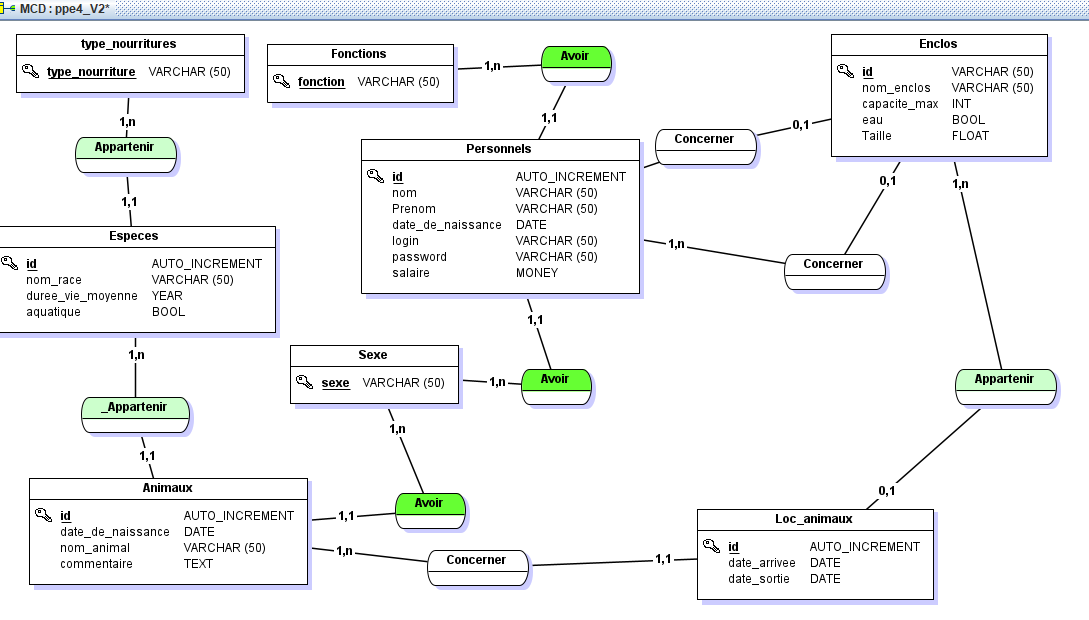 MCD : ppe4_V2*
type_nourritures
type_nourriture VARCHAR (50)
1,n
Appartenir
1,1
Especes
id AUTO_INCREMENT
nom_race VARCHAR (50)
duree_vie_moyenne YEAR
aquatique BOOL
1,n
_Appartenir
1,1
Animaux
id AUTO_INCREMENT
date_de_naissance DATE
nom_animal VARCHAR (50)
commentaire TEXT
Fonctions
fonction VARCHAR (50)
1,n
Avoir
1,1
Personnels
id AUTO_INCREMENT
nom VARCHAR (50)
Prenom VARCHAR (50)
date_de_naissance DATE
login VARCHAR (50)
password VARCHAR (50)
salaire MONEY
1,1
Avoir
1,n
Sexe
sexe VARCHAR (50)
1,n
Avoir
1,1
1,n
Concerner
1,1
Concerner
0,1
1,n
Concerner
0,1
Enclos
id VARCHAR (50)
nom_enclos VARCHAR (50)
capacite_max INT
eau BOOL
Taille FLOAT
1,n
Appartenir
0,1
Loc_animaux
id AUTO_INCREMENT
date_arrivee DATE
date_sortie DATE